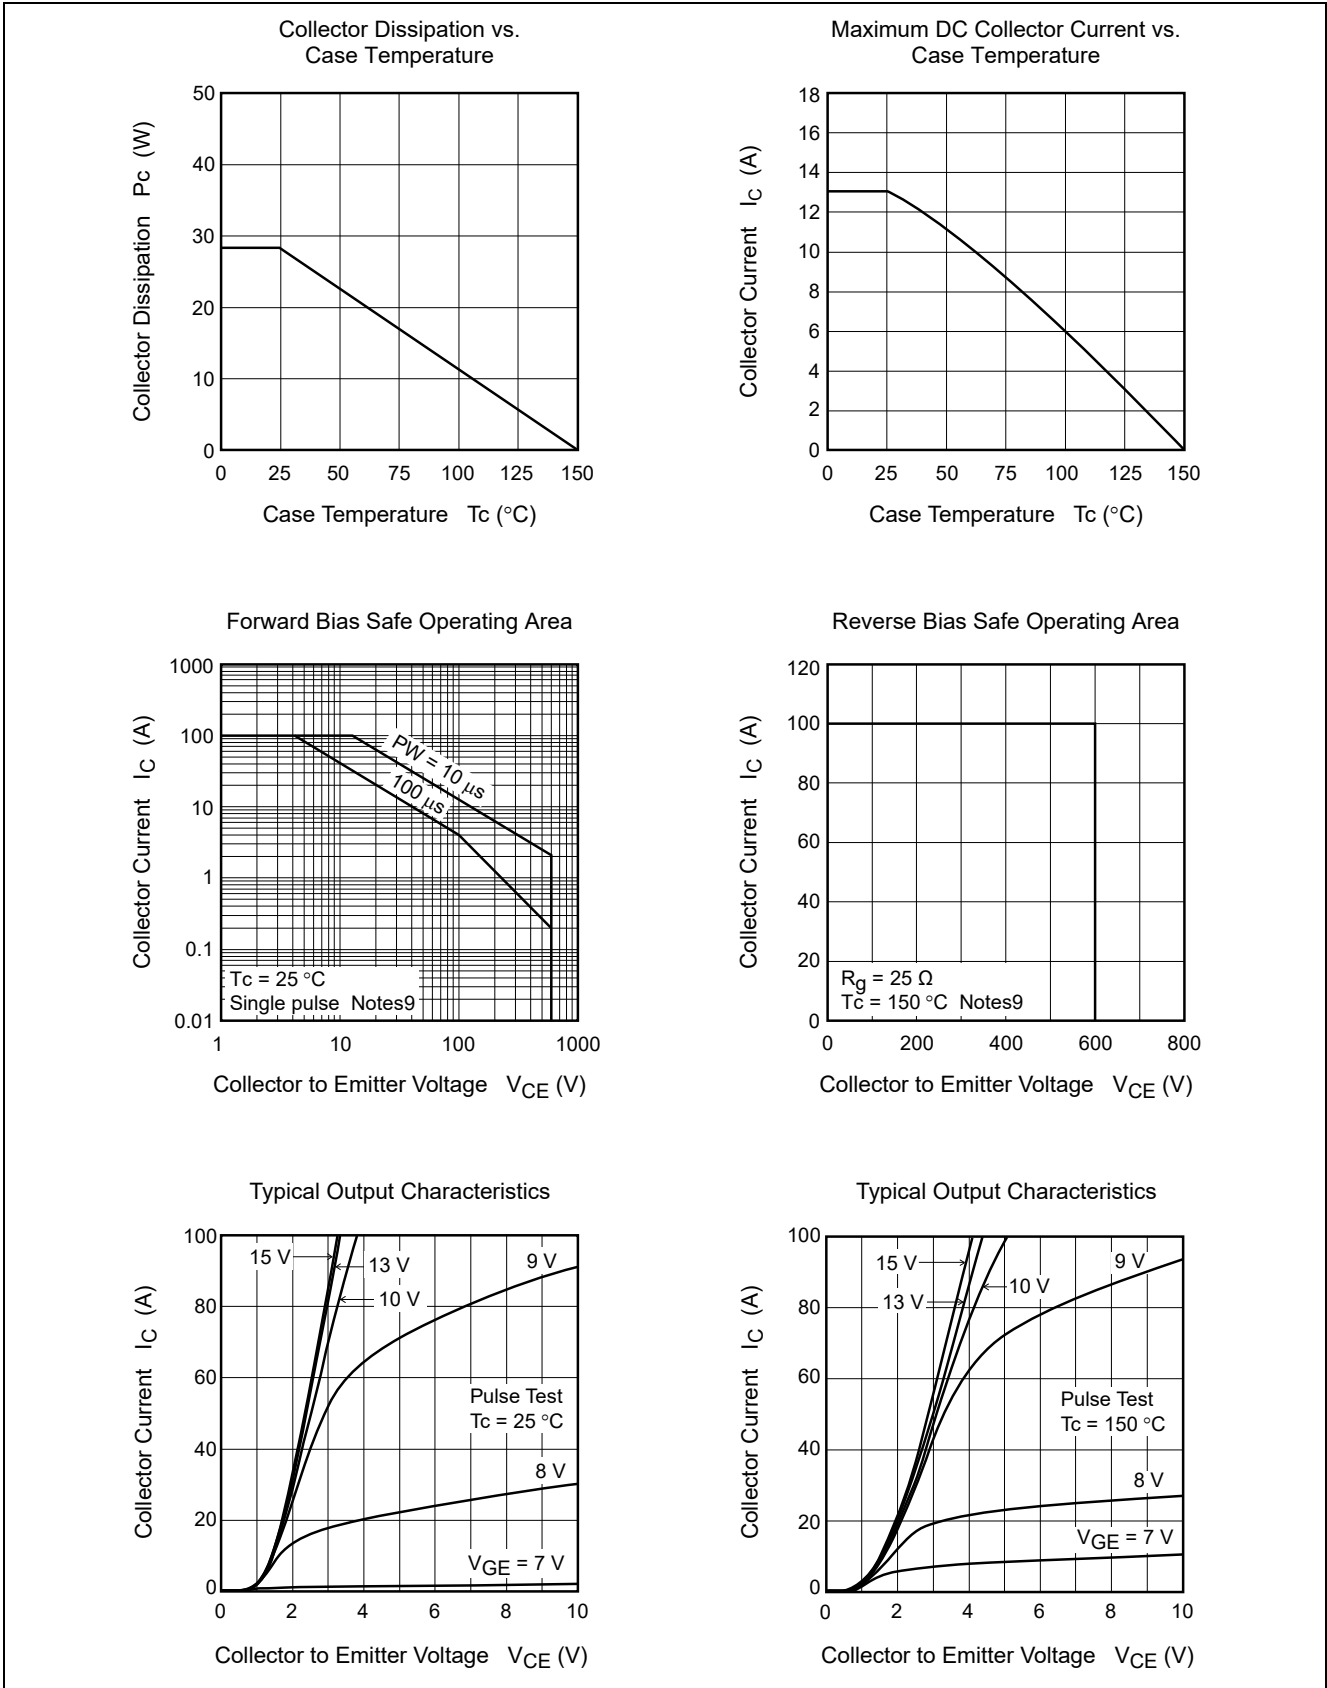 Collector Dissipation vs.
Case Temperature
50
40
30
20
10
0
0 25 50 75 100 125 150
Collector Dissipation Pc (W)
Case Temperature Tc (°C)
Maximum DC Collector Current vs.
Case Temperature
18
16
14
12
10
8
6
4
2
0
0 25 50 75 100 125 150
Collector Current IC (A)
Case Temperature Tc (°C)
Forward Bias Safe Operating Area
1000
100
10
1
0.1
0.01
1 10 100 1000
Collector Current IC (A)
PW = 10 μs
100 μs
Tc = 25 °C
Single pulse Notes9
Collector to Emitter Voltage VCE (V)
Reverse Bias Safe Operating Area
120
100
80
60
40
20
0
0 200 400 600 800
Collector Current IC (A)
Rg = 25 Ω
Tc = 150 °C Notes9
Collector to Emitter Voltage VCE (V)
Typical Output Characteristics
100
80
60
40
20
0
0 2 4 6 8 10
Collector Current IC (A)
15 V
13 V
10 V
9 V
Pulse Test
Tc = 25 °C
8 V
VGE = 7 V
Collector to Emitter Voltage VCE (V)
Typical Output Characteristics
100
80
60
40
20
0
0 2 4 6 8 10
Collector Current IC (A)
15 V
13 V
10 V
9 V
Pulse Test
Tc = 150 °C
8 V
VGE = 7 V
Collector to Emitter Voltage VCE (V)